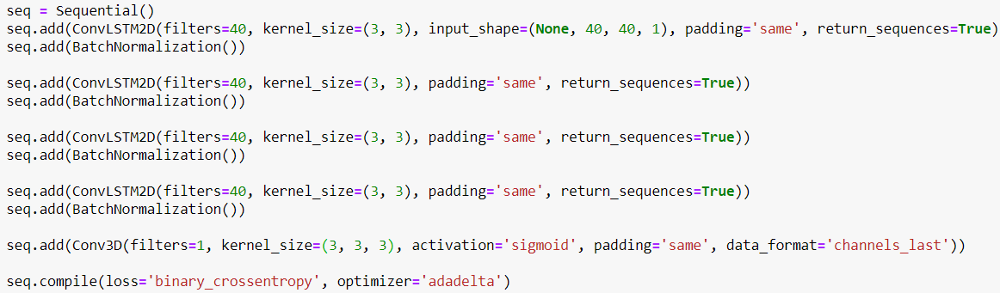 seq = Sequential()
seq.add(ConvLSTM2D(filters=40, kernel_size=(3, 3), input_shape=(None, 40, 40, 1), padding='same', return_sequences=True)
seq.add(BatchNormalization())
seq.add(ConvLSTM2D(filters=40, kernel_size=(3, 3), padding='same', return_sequences=True))
seq.add(BatchNormalization())
seq.add(ConvLSTM2D(filters=40, kernel_size=(3, 3), padding='same', return_sequences=True))
seq.add(BatchNormalization())
seq.add(ConvLSTM2D(filters=40, kernel_size=(3, 3), padding='same', return_sequences=True))
seq.add(BatchNormalization())
seq.add(Conv3D(filters=1, kernel_size=(3, 3, 3), activation='sigmoid', padding='same', data_format='channels_last'))
seq.compile(loss='binary_crossentropy', optimizer='adadelta')